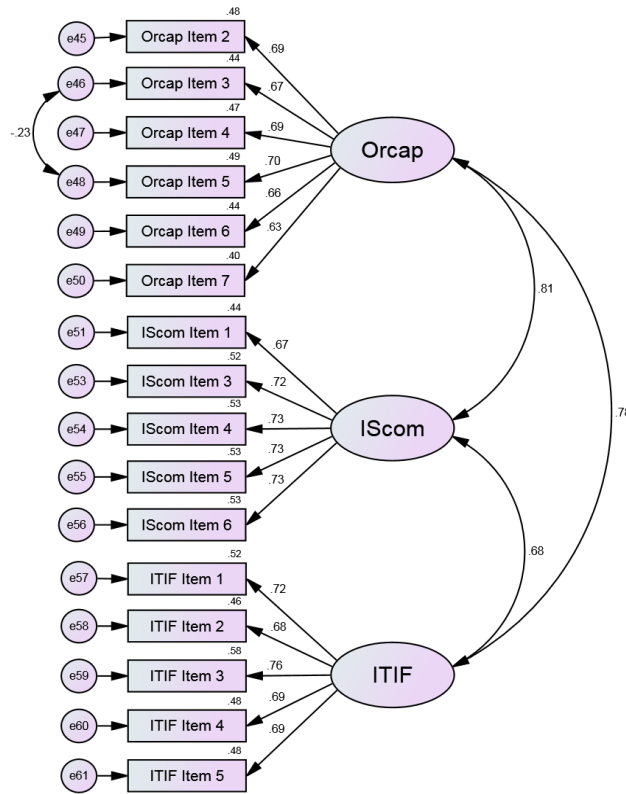 .48
e45 Orcap Item 2 .69
.44
e46 Orcap Item 3 .67
.47
-.23 e47 Orcap Item 4 .69
.49
e48 Orcap Item 5 .70
.44 .66
e49 Orcap Item 6 .63
.40
e50 Orcap Item 7
Orcap
.81
.44
e51 IScom Item 1 .67
.52
e53 IScom Item 3 .72
.53
e54 IScom Item 4 .73
.53
e55 IScom Item 5 .73
.53
e56 IScom Item 6 .73
IScom
.68
.52
e57 ITIF Item 1 .72
.46
e58 ITIF Item 2 .68
.58
e59 ITIF Item 3 .76
.48
e60 ITIF Item 4 .69
.48
e61 ITIF Item 5 .69
ITIF